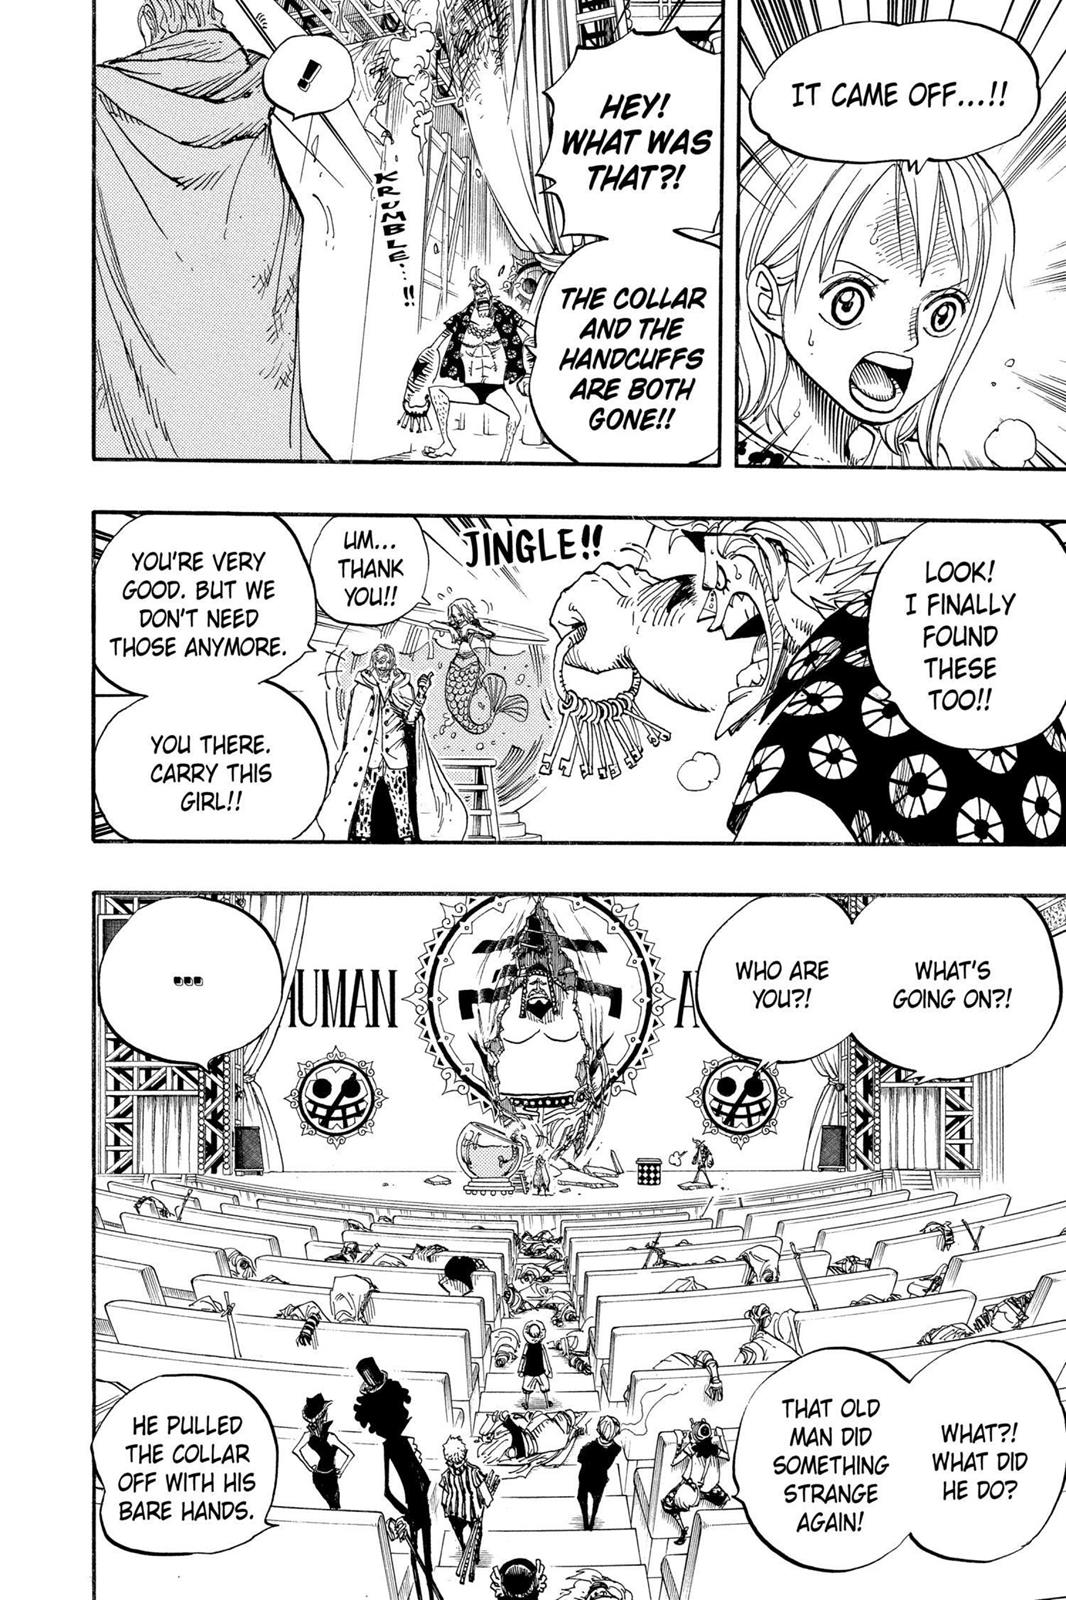 IT CAME OFF...!!
HEY!
WHAT WAS
THAT?!
THE COLLAR
AND THE
HANDCUFFS
ARE BOTH
GONE!!
!
KRUMBLE...!!
LOOK!
I FINALLY
FOUND
THESE
TOO!!
JINGLE!!
UM...
THANK
YOU!!
YOU'RE VERY
GOOD. BUT WE
DON'T NEED
THOSE ANYMORE.
YOU THERE.
CARRY THIS
GIRL!!
WHAT'S
GOING ON?!
WHO ARE
YOU?!
...
HUMAN
A
WHAT?!
WHAT DID
HE DO?
THAT OLD
MAN DID
SOMETHING
STRANGE
AGAIN!
HE PULLED
THE COLLAR
OFF WITH HIS
BARE HANDS.